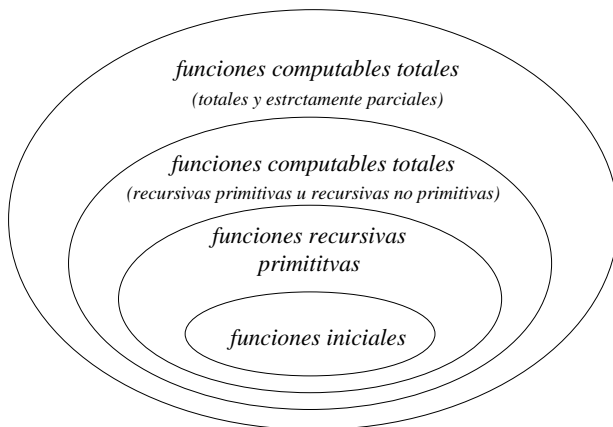 funciones computables totales
(totales y estrctamente parciales)
funciones computables totales
(recursivas primitivas u recursivas no primitivas)
funciones recursivas
primititvas
funciones iniciales